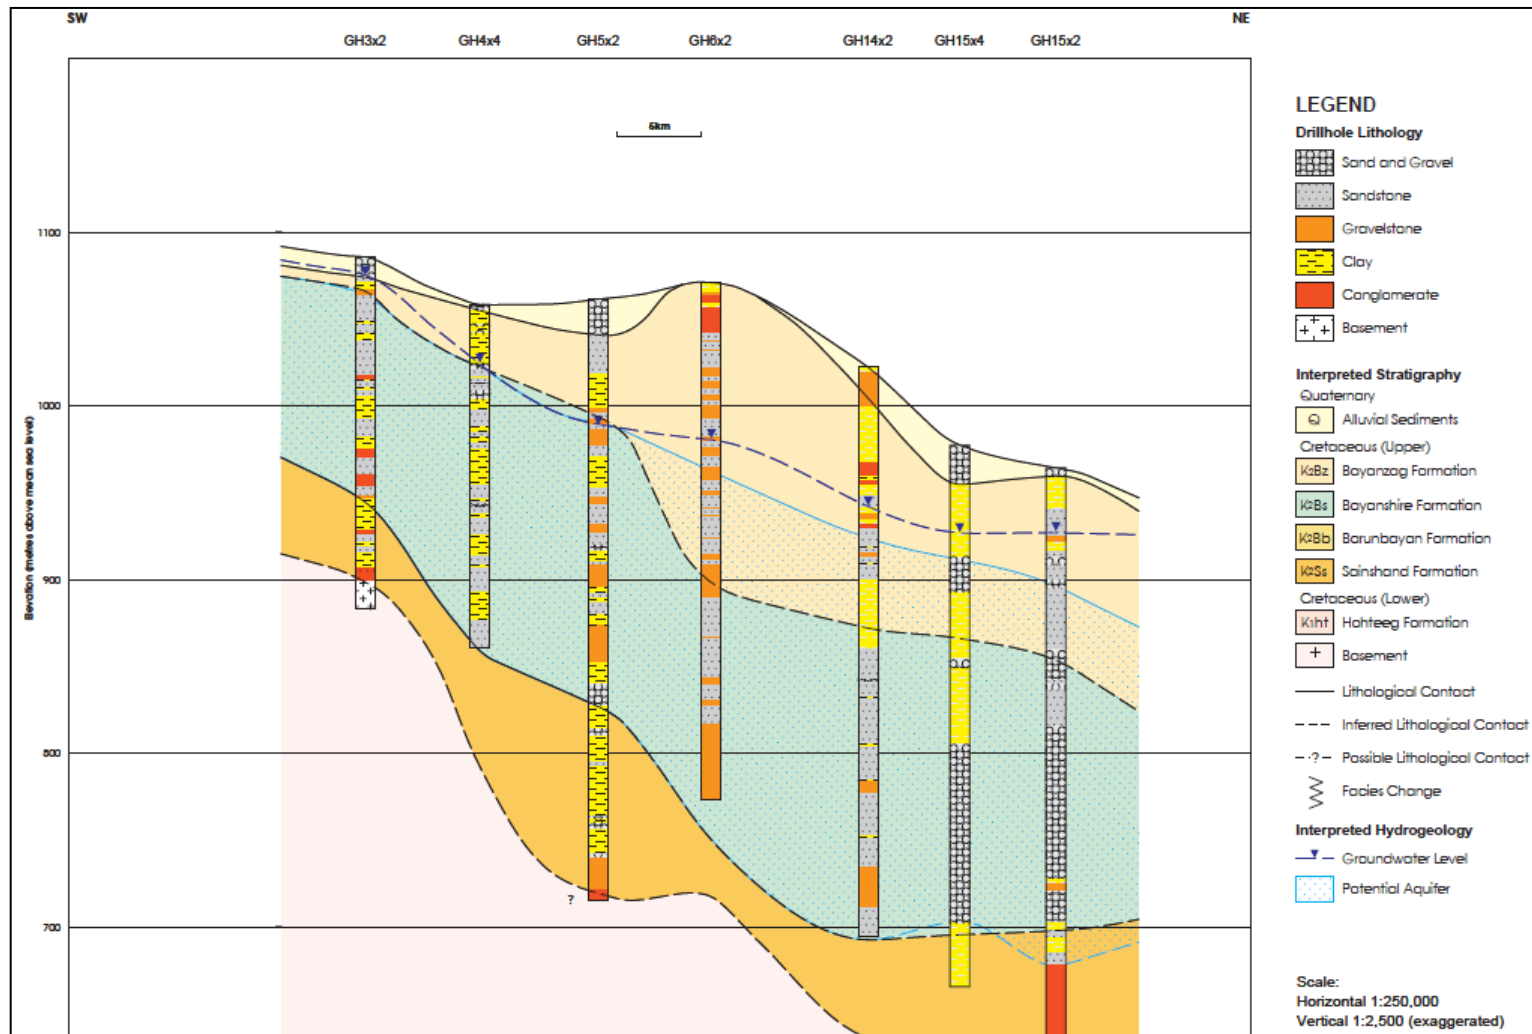 SW
NE
GH3x2
GH4x4
GH5x2
GH6x2
GH14x2
GH15x4
GH15x2
5km
1100
1000
900
800
700
Elevation (metres above mean sea level)
?
LEGEND
Drillhole Lithology
Sand and Gravel
Sandstone
Gravelstone
Clay
Conglomerate
Basement
Interpreted Stratigraphy
Quaternary
Q Alluvial Sediments
Cretaceous (Upper)
K2Bz Bayanzag Formation
K2Bs Bayanshire Formation
K2Bb Barunbayan Formation
K2Ss Sainshand Formation
Cretaceous (Lower)
K1ht Hahteeg Formation
+ Basement
Lithological Contact
Inferred Lithological Contact
? Possible Lithological Contact
Facies Change
Interpreted Hydrogeology
Groundwater Level
Potential Aquifer
Scale:
Horizontal 1:250,000
Vertical 1:2,500 (exaggerated)